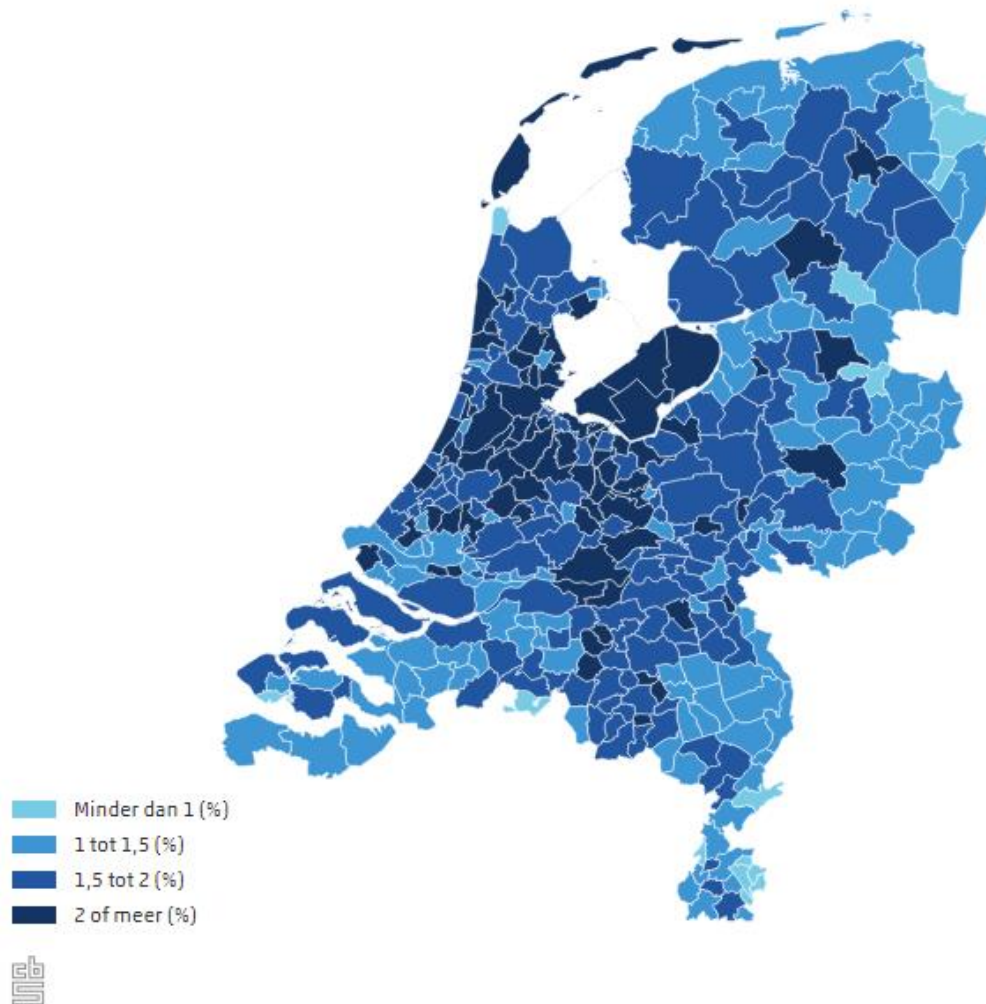 Minder dan 1 (%)
1 tot 1,5 (%)
1,5 tot 2 (%)
2 of meer (%)
cbs